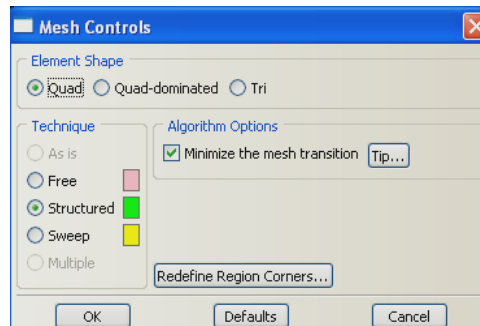 Mesh Controls
Element Shape
Quad Quad-dominated Tri
Technique
As is
Free
Structured
Sweep
Multiple
Algorithm Options
Minimize the mesh transition Tip...
Redefine Region Corners...
OK Defaults Cancel